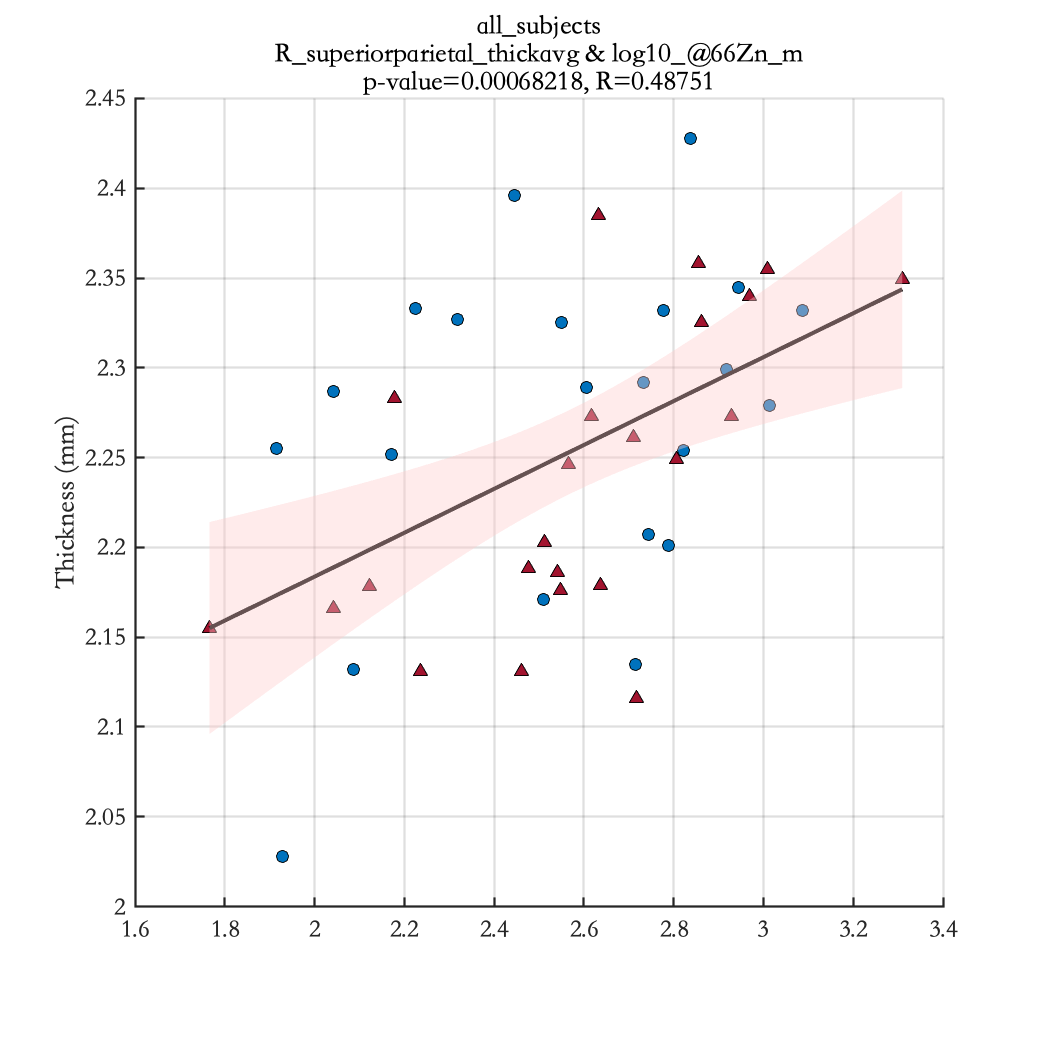 all_subjects
R_superiorparietal_thickavg & log10_@66Zn_m
p-value=0.00068218, R=0.48751
2.45
2.4
2.35
2.3
2.25
2.2
2.15
2.1
2.05
2
Thickness (mm)
1.6 1.8 2 2.2 2.4 2.6 2.8 3 3.2 3.4